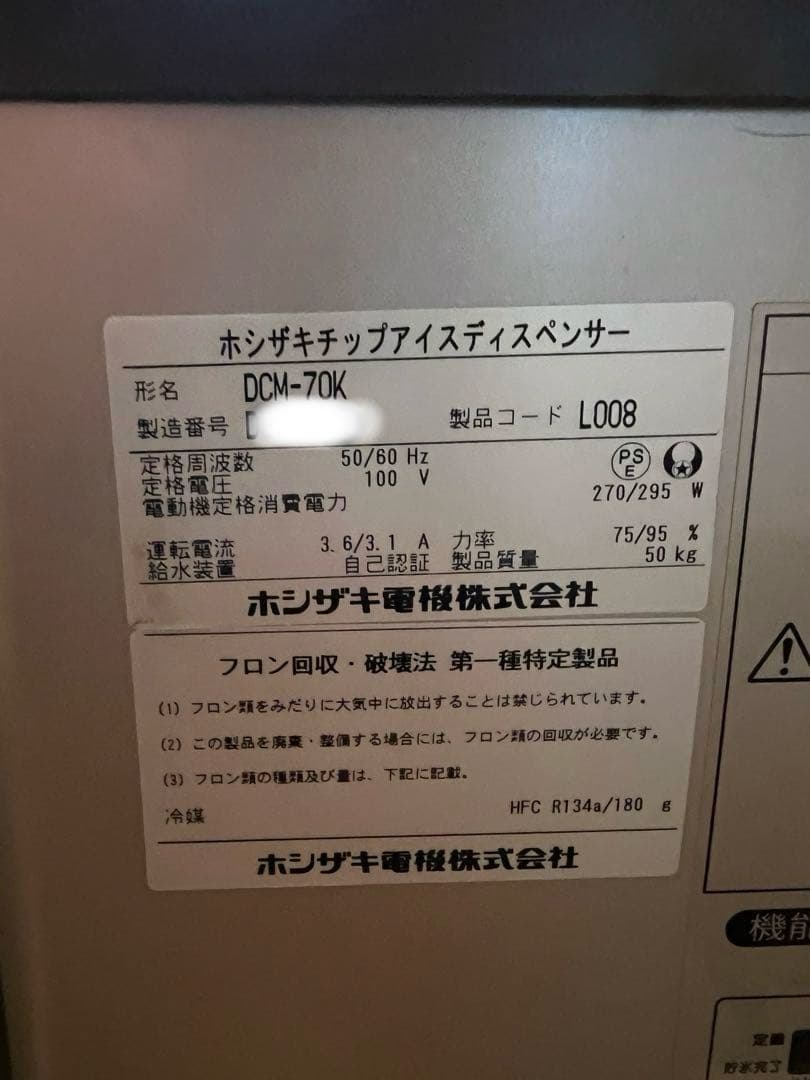 ホシザキチップアイスディスペンサー
形名 DCM-70K
製造番号 製品コード L008
定格周波数 50/60 Hz
定格電圧 100 V
PS
E
電動機定格消費電力 270/295 W
運転電流 3.6/3.1 A 力率 75/95 %
給水装置 自己認証 製品質量 50 kg
ホシザキ電機株式会社
フロン回収・破壊法 第一種特定製品
(1) フロン類をみだりに大気中に放出することは禁じられています。
(2) この製品を廃棄・整備する場合には、フロン類の回収が必要です。
(3) フロン類の種類及び量は、下記に記載。
冷媒 HFC R134a/180 g
ホシザキ電機株式会社
機能
定量
貯氷完了